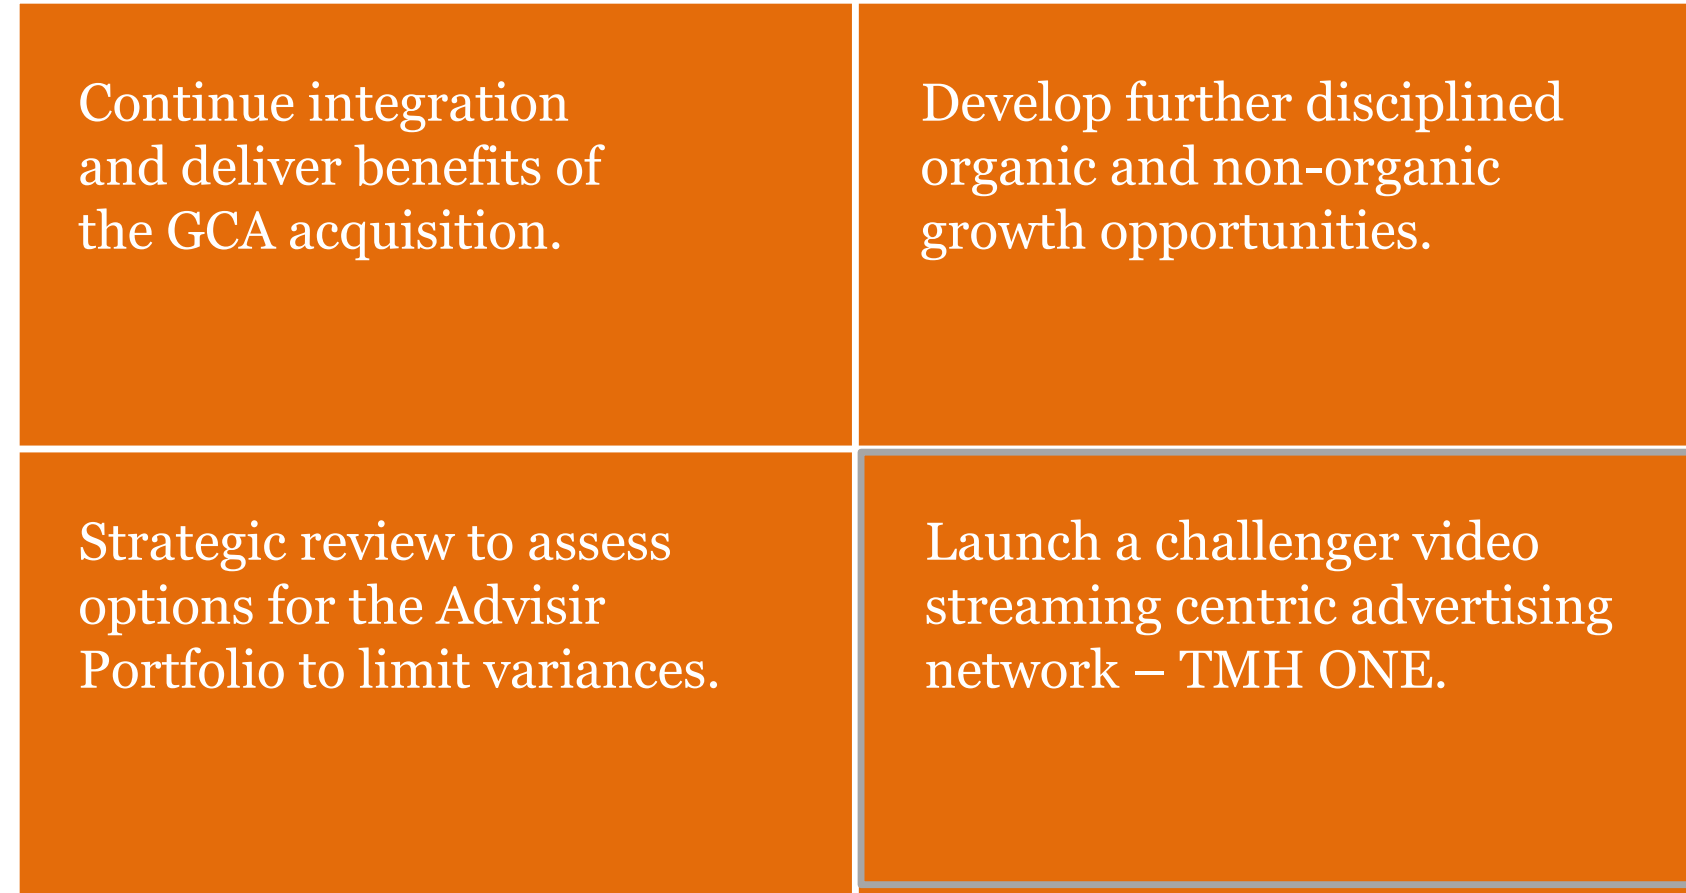 Continue integration
and deliver benefits of
the GCA acquisition.
Develop further disciplined
organic and non-organic
growth opportunities.
Strategic review to assess
options for the Advisir
Portfolio to limit variances.
Launch a challenger video
streaming centric advertising
network – TMH ONE.